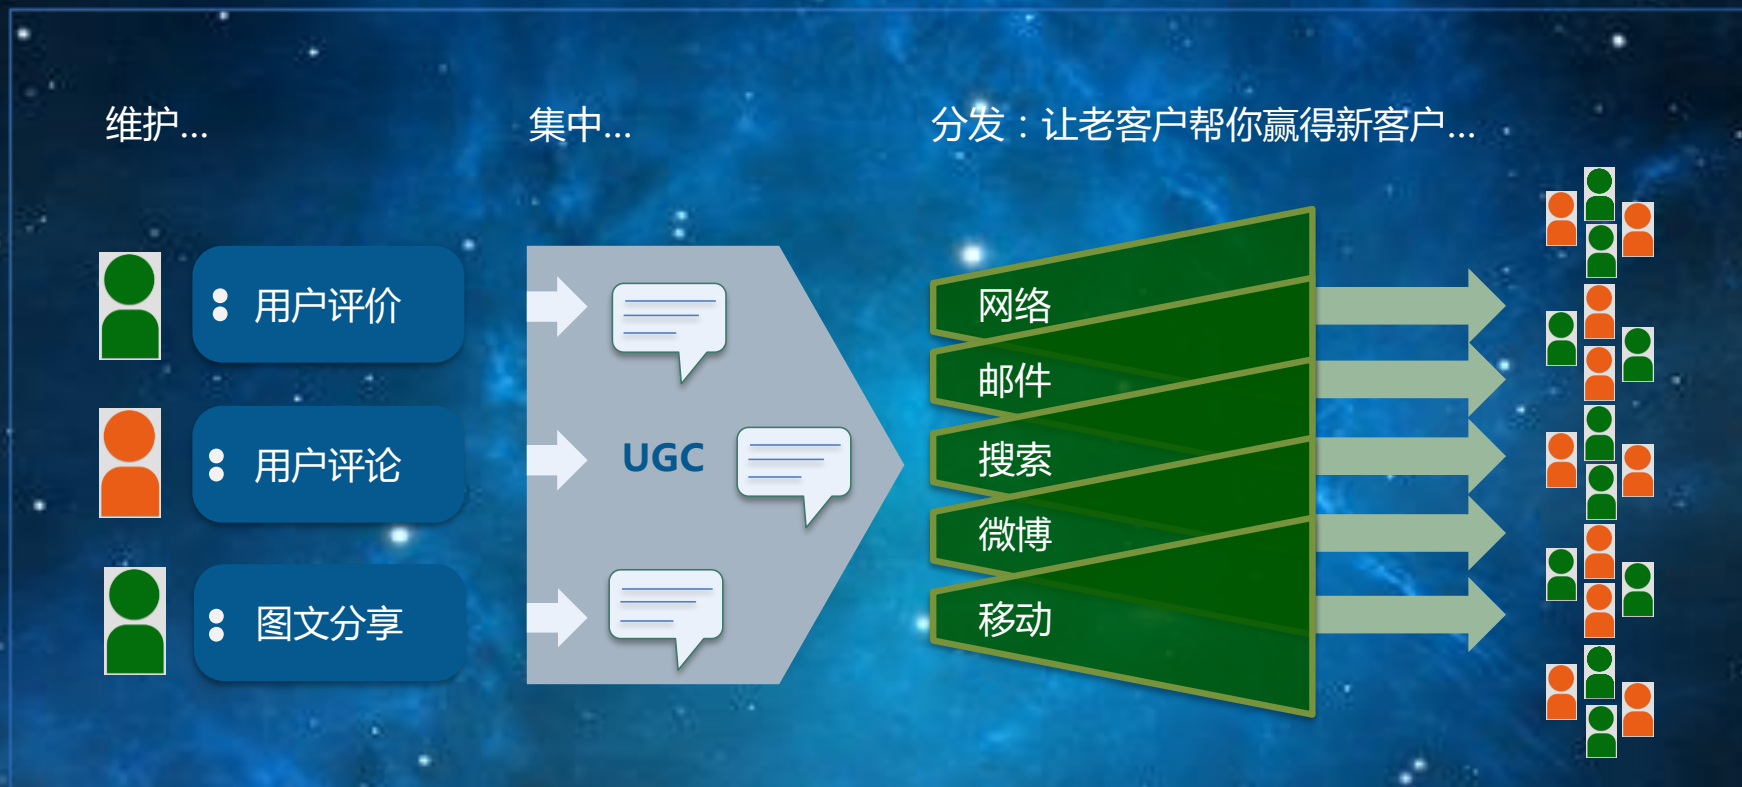 维护...
集中...
分发：让老客户帮你赢得新客户...
用户评价
用户评论
图文分享
UGC
网络
邮件
搜索
微博
移动